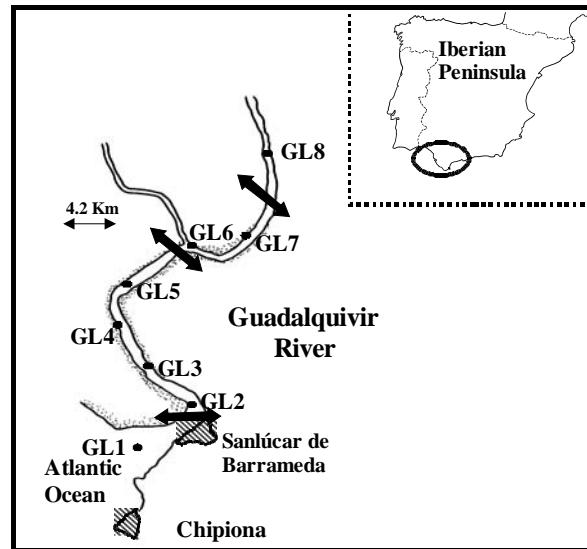 Iberian
Peninsula
GL8
4.2 Km
GL6
GL7
GL5
Guadalquivir
River
GL4
GL3
GL2
GL1
Sanlúcar de
Barrameda
Atlantic
Ocean
Chipiona